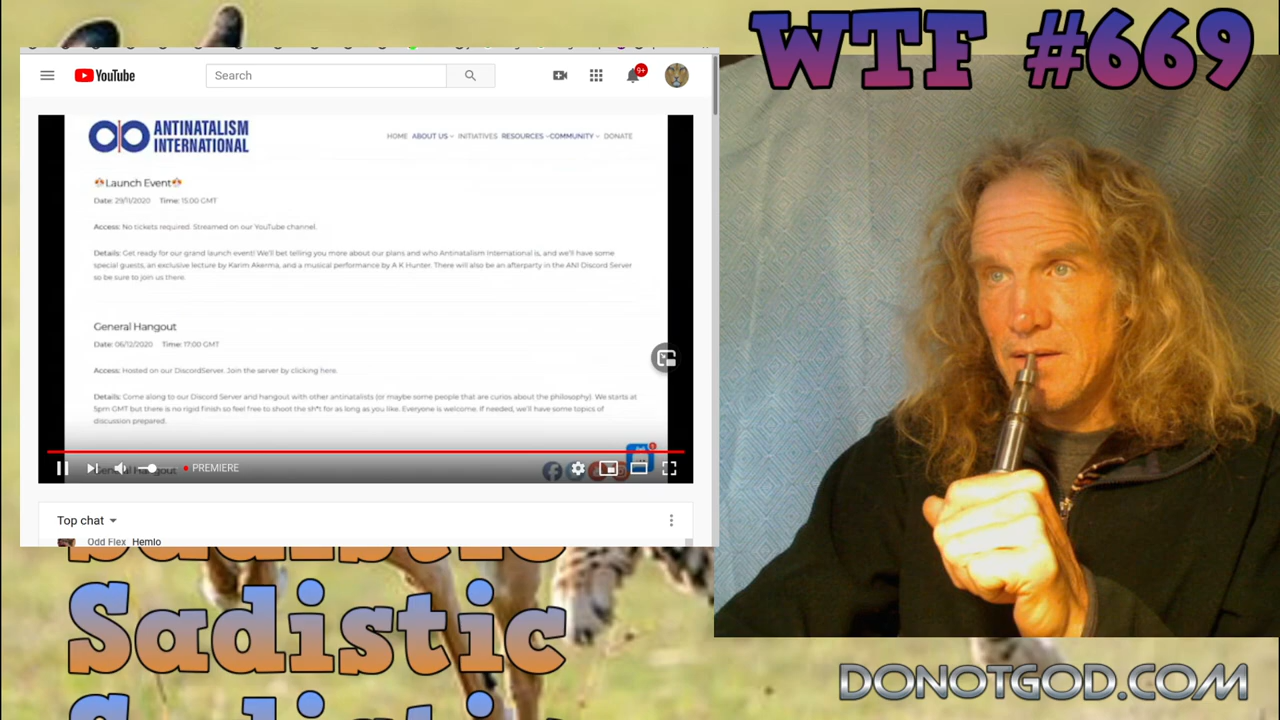 WTF #669
YouTube
Search
9+
ANTINATALISM
INTERNATIONAL
HOME ABOUT US INITIATIVES RESOURCES COMMUNITY DONATE
Launch Event
Date: 29/11/2020 Time: 15:00 GMT
Access: No tickets required. Streamed on our YouTube channel.
Details: Get ready for our grand launch event! We'll bet telling you more about our plans and who Antinatalism International is, and we'll have some
special guests, an exclusive lecture by Karim Akerma, and a musical performance by A K Hunter. There will also be an afterparty in the ANI Discord Server
so be sure to join us there.
General Hangout
Date: 06/12/2020 Time: 17:00 GMT
Access: Hosted on our DiscordServer. Join the server by clicking here.
Details: Come along to our Discord Server and hangout with other antinatalists (or maybe some people that are curios about the philosophy). We starts at
5pm GMT but there is no rigid finish so feel free to shoot the sh*t for as long as you like. Everyone is welcome. If needed, we'll have some topics of
discussion prepared.
General Hangout
PREMIERE
Top chat
Odd Flex Hemlo
Sadistic
Sadistic
Sadistic
DONOTGOD.COM